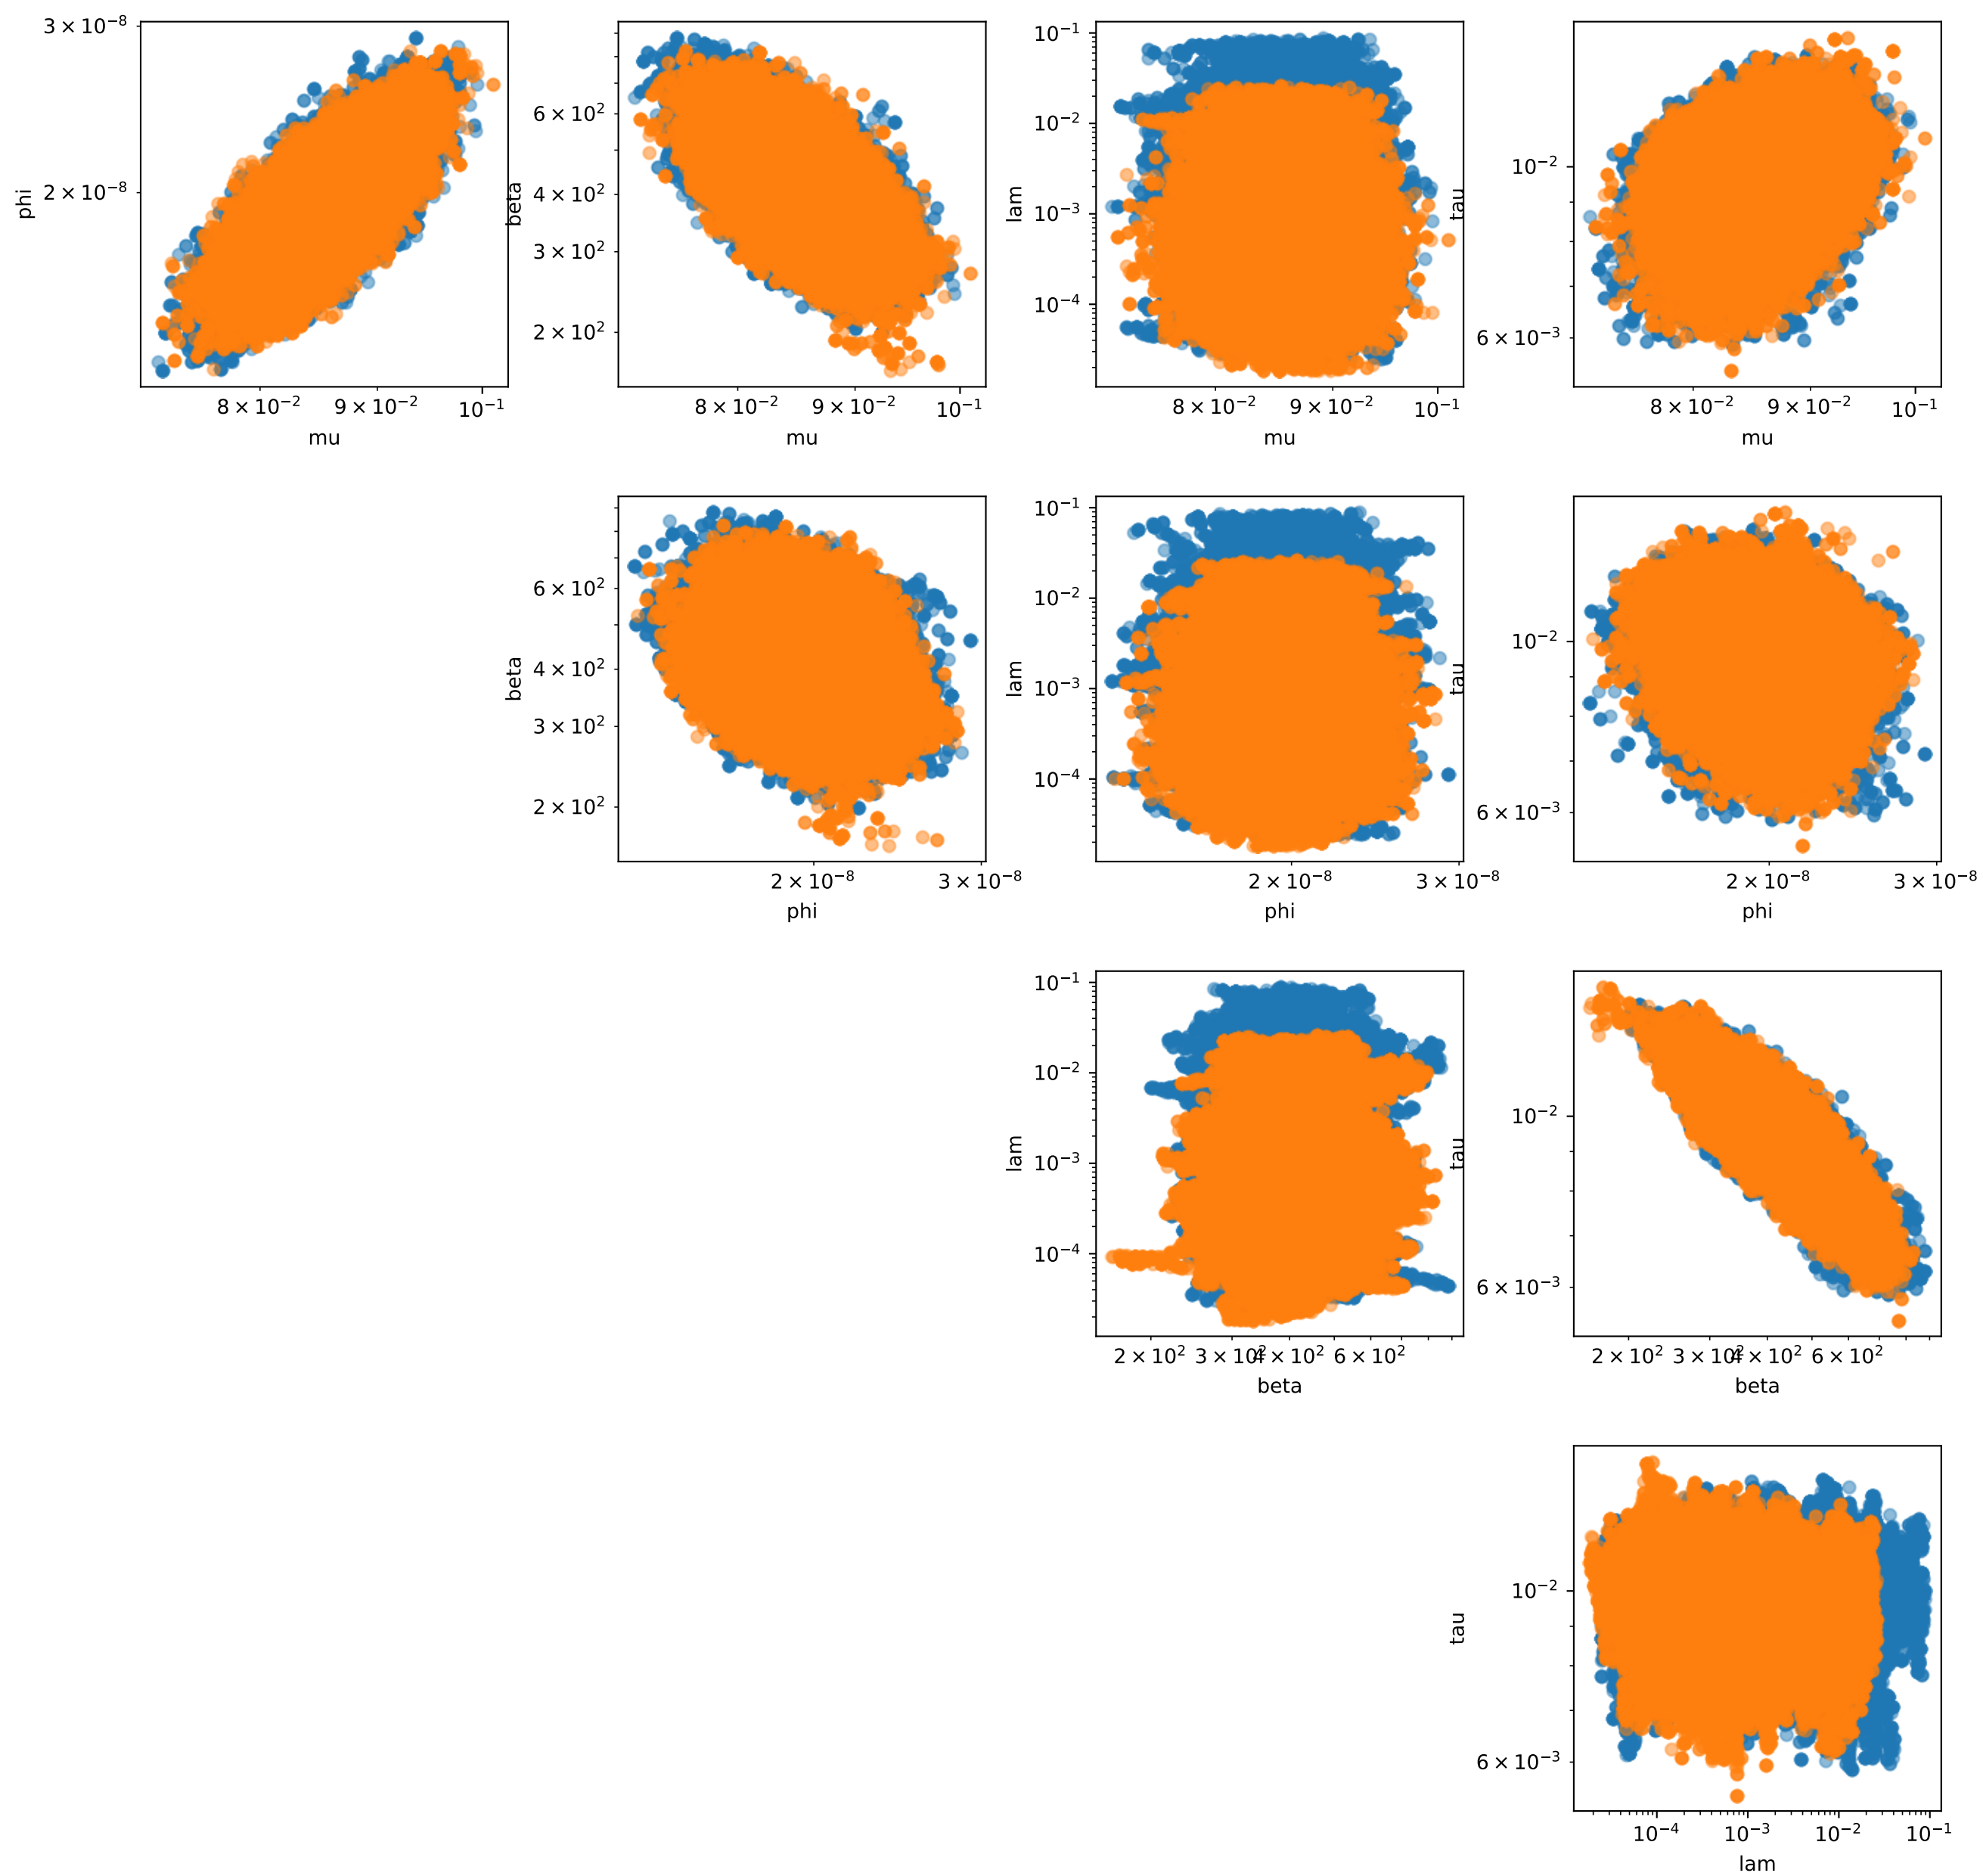 3 × 10⁻⁸
2 × 10⁻⁸
phi
8 × 10⁻² 9 × 10⁻² 10⁻¹
mu
6 × 10²
4 × 10²
3 × 10²
2 × 10²
beta
8 × 10⁻² 9 × 10⁻² 10⁻¹
mu
10⁻¹
10⁻²
10⁻³
10⁻⁴
lam
8 × 10⁻² 9 × 10⁻² 10⁻¹
mu
10⁻²
6 × 10⁻³
tau
8 × 10⁻² 9 × 10⁻² 10⁻¹
mu
6 × 10²
4 × 10²
3 × 10²
2 × 10²
beta
2 × 10⁻⁸ 3 × 10⁻⁸
phi
10⁻¹
10⁻²
10⁻³
10⁻⁴
lam
2 × 10⁻⁸ 3 × 10⁻⁸
phi
10⁻²
6 × 10⁻³
tau
2 × 10⁻⁸ 3 × 10⁻⁸
phi
10⁻¹
10⁻²
10⁻³
10⁻⁴
lam
2 × 10² 3 × 10² 4 × 10² 6 × 10²
beta
10⁻²
6 × 10⁻³
tau
2 × 10² 3 × 10² 4 × 10² 6 × 10²
beta
10⁻²
6 × 10⁻³
tau
10⁻⁴ 10⁻³ 10⁻² 10⁻¹
lam